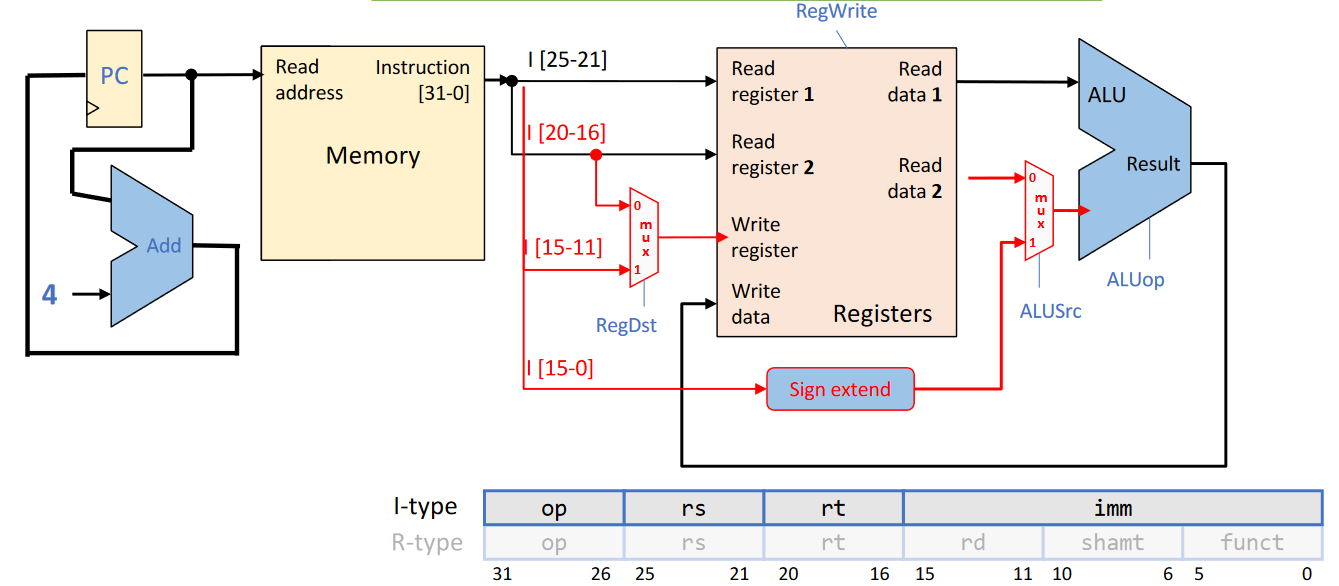 RegWrite
PC
Read
address
Instruction
[31-0]
Memory
I [25-21]
I [20-16]
I [15-11]
I [15-0]
0
mux
1
RegDst
Read
register 1
Read
register 2
Write
register
Write
data
Read
data 1
Read
data 2
Registers
Sign extend
0
mux
1
ALUSrc
ALU
Result
ALUop
Add
4
I-type op rs rt imm
R-type op rs rt rd shamt funct
31 26 25 21 20 16 15 11 10 6 5 0